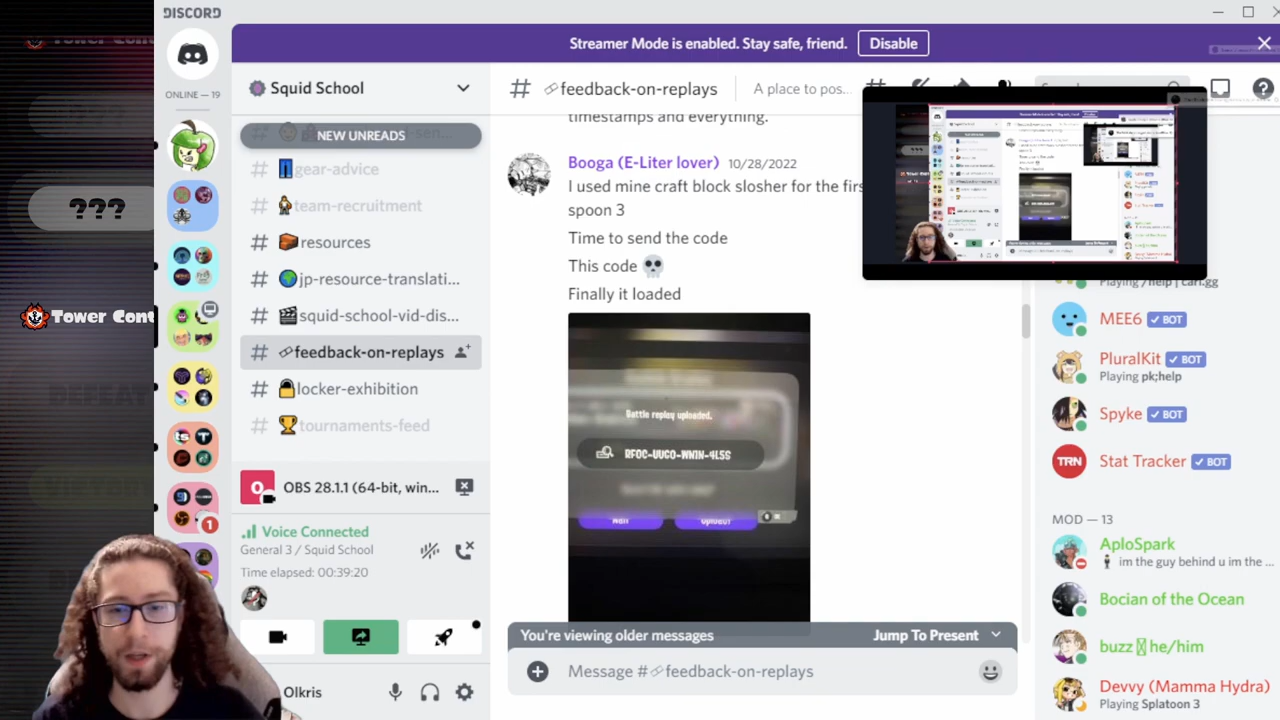 DISCORD
Streamer Mode is enabled. Stay safe, friend.
Disable
ONLINE — 19
Squid School
NEW UNREADS
team-recruitment
resources
jp-resource-translati...
squid-school-vid-dis...
feedback-on-replays
locker-exhibition
tournaments-feed
OBS 28.1.1 (64-bit, win...
Voice Connected
General 3 / Squid School
Time elapsed: 00:39:20
Olkris
???
Tower Cont
DEFEAT
1
feedback-on-replays
A place to pos...
timestamps and everything.
Booga (E-Liter lover) 10/28/2022
I used mine craft block slosher for the firs
spoon 3
Time to send the code
This code 💀
Finally it loaded
Battle replay uploaded.
You're viewing older messages
Jump To Present
Message #feedback-on-replays
Playing /help | carl.gg
MEE6 BOT
PluralKit BOT
Playing pk;help
Spyke BOT
TRN
Stat Tracker BOT
MOD — 13
AploSpark
im the guy behind u im the ...
Bocian of the Ocean
buzz he/him
Devvy (Mamma Hydra)
Playing Splatoon 3